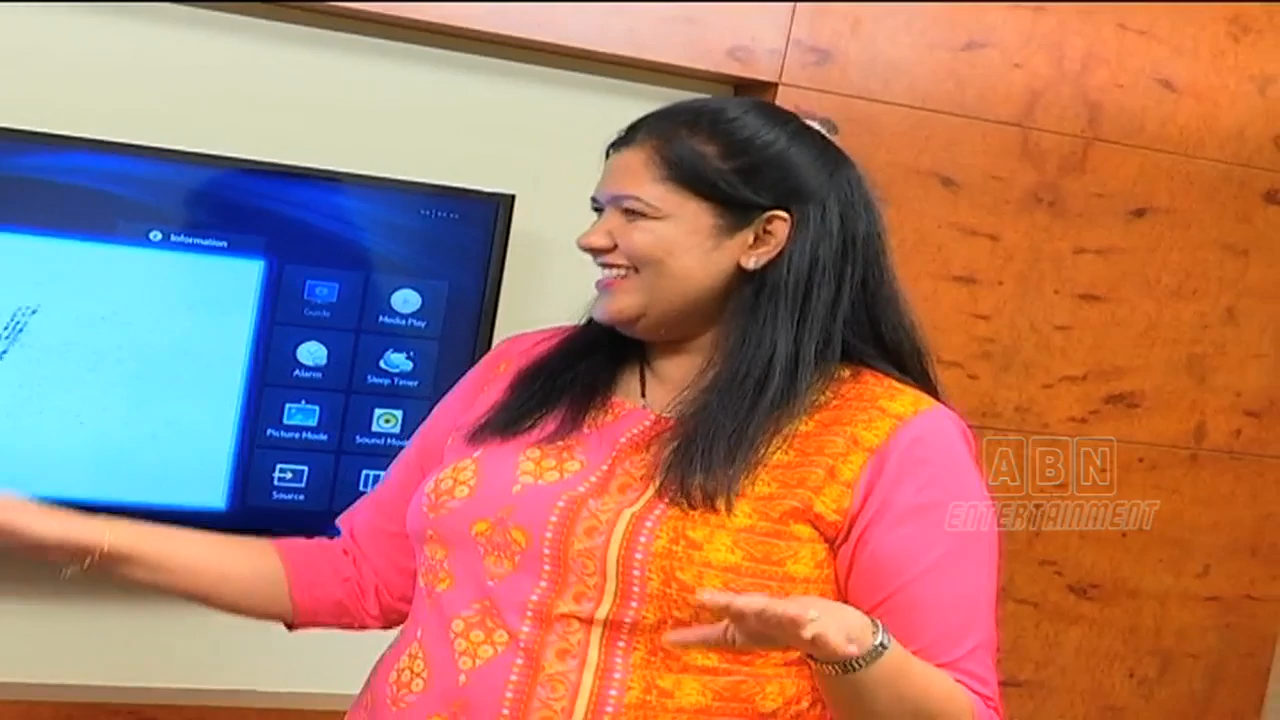 Information
Guide
Media Play
Alarm
Sleep Timer
Picture Mode
Sound Mode
Source
ABN
ENTERTAINMENT